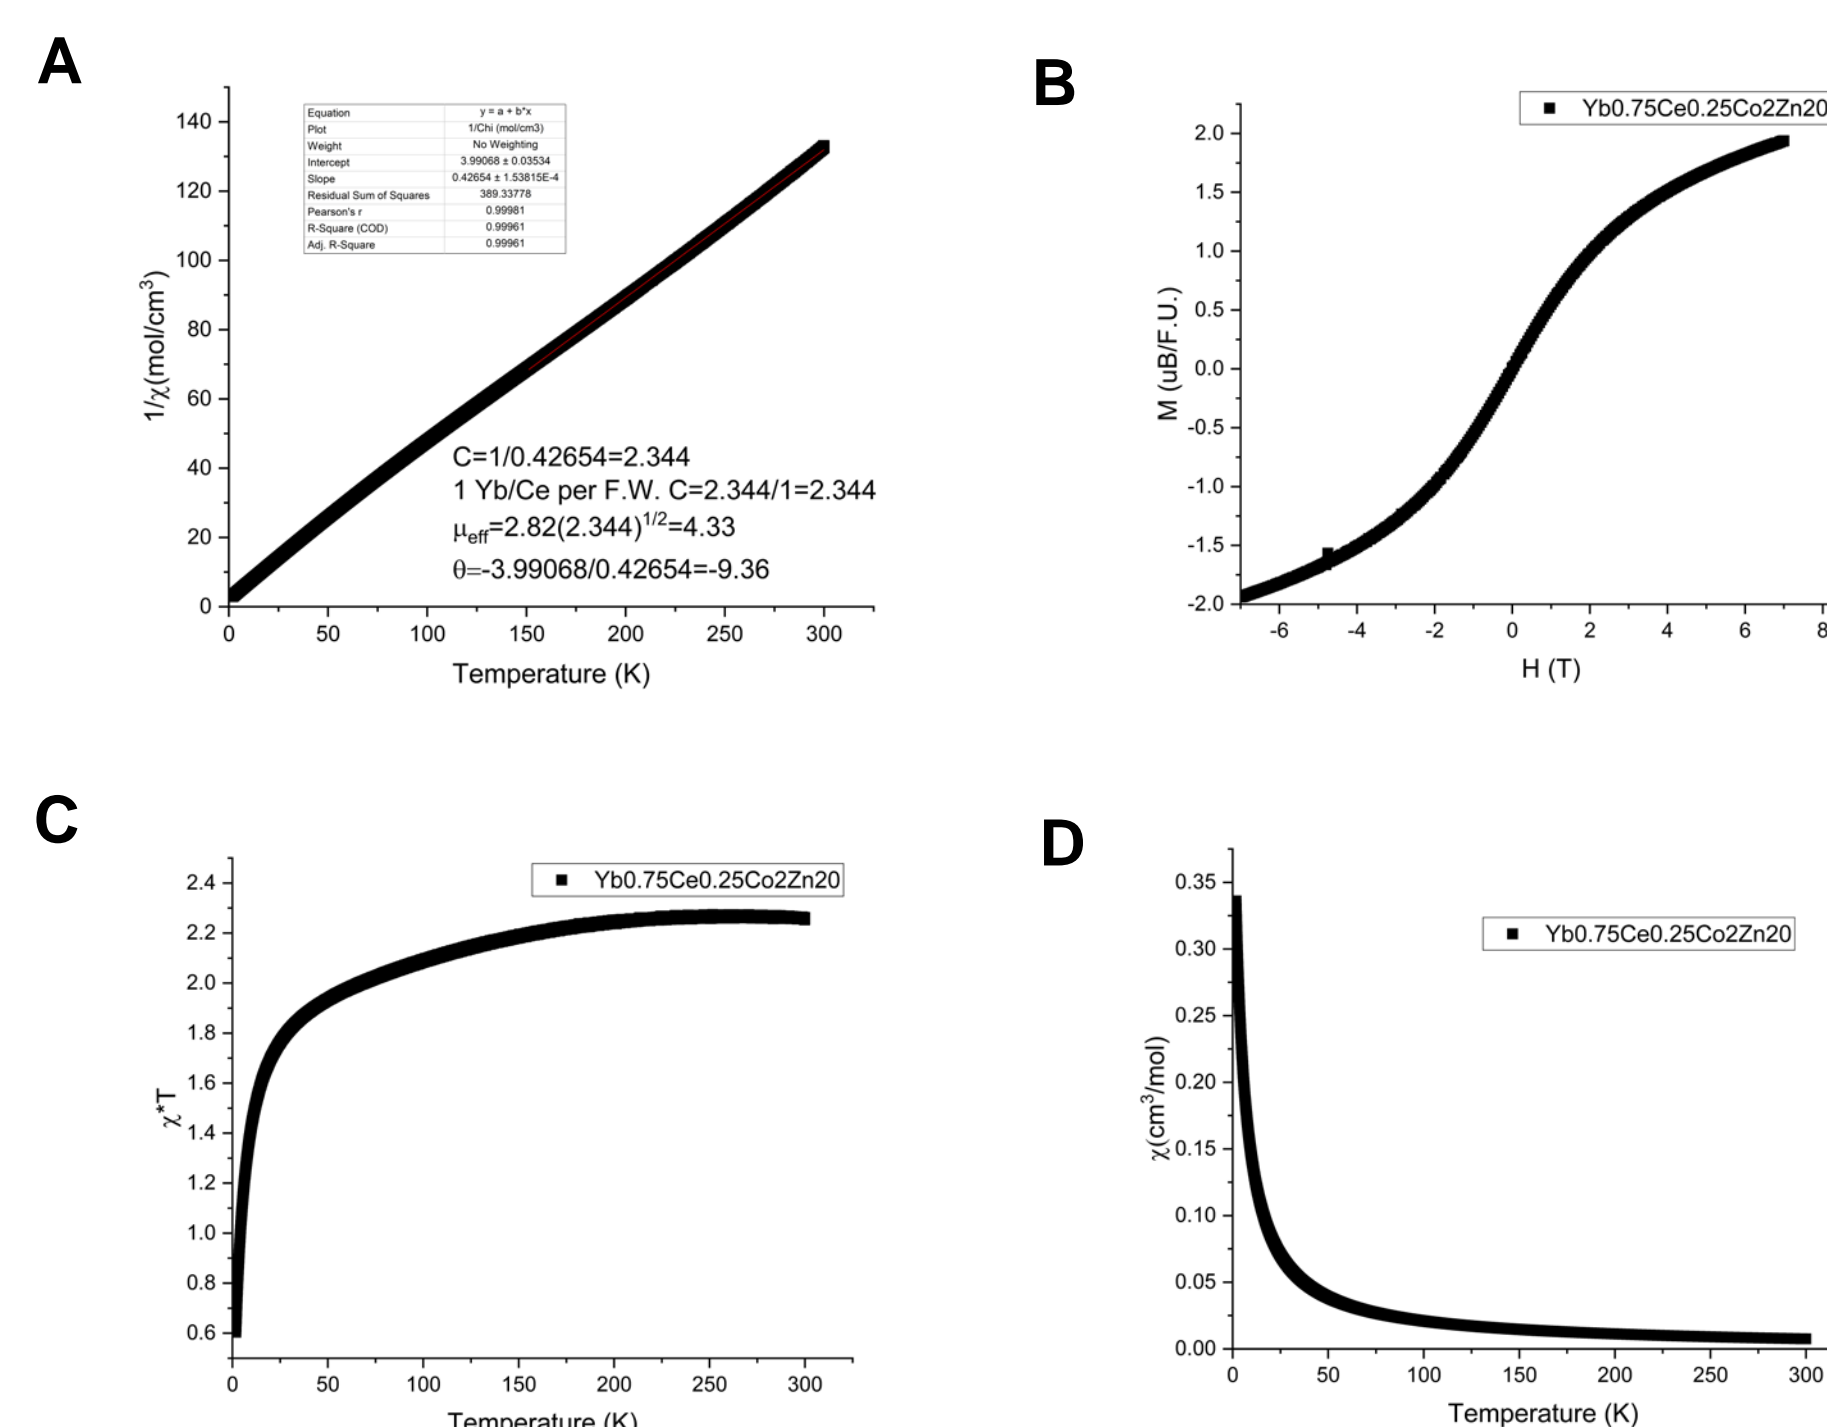 A
Equation y = a + b*x
Plot 1/Chi (mol/cm3)
Weight No Weighting
Intercept 3.99068 ± 0.03534
Slope 0.42654 ± 1.53815E-4
Residual Sum of Squares 389.33778
Pearson's r 0.99981
R-Square (COD) 0.99961
Adj. R-Square 0.99961
140
120
100
80
60
40
20
0
1/χ(mol/cm³)
C=1/0.42654=2.344
1 Yb/Ce per F.W. C=2.344/1=2.344
μeff=2.82(2.344)^1/2=4.33
θ=-3.99068/0.42654=-9.36
0 50 100 150 200 250 300
Temperature (K)
B
Yb0.75Ce0.25Co2Zn20
2.0
1.5
1.0
0.5
0.0
-0.5
-1.0
-1.5
-2.0
M (uB/F.U.)
-6 -4 -2 0 2 4 6 8
H (T)
C
Yb0.75Ce0.25Co2Zn20
2.4
2.2
2.0
1.8
1.6
1.4
1.2
1.0
0.8
0.6
χ*T
0 50 100 150 200 250 300
Temperature (K)
D
Yb0.75Ce0.25Co2Zn20
0.35
0.30
0.25
0.20
0.15
0.10
0.05
0.00
χ(cm³/mol)
0 50 100 150 200 250 300
Temperature (K)